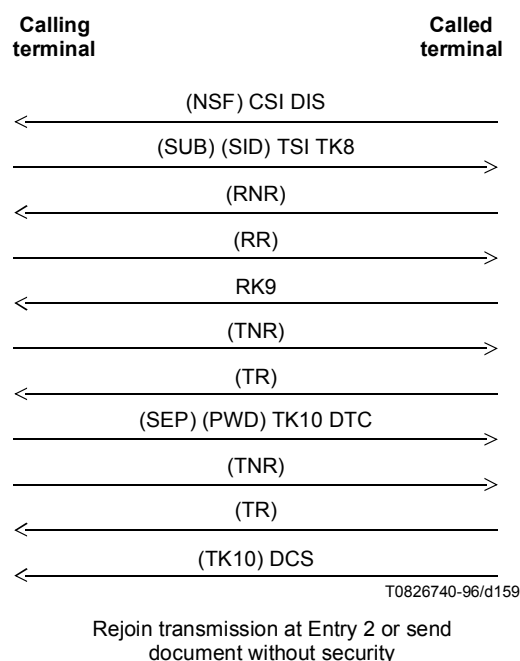 Calling Called
terminal terminal
(NSF) CSI DIS
(SUB) (SID) TSI TK8
(RNR)
(RR)
RK9
(TNR)
(TR)
(SEP) (PWD) TK10 DTC
(TNR)
(TR)
(TK10) DCS
T0826740-96/d159
Rejoin transmission at Entry 2 or send
document without security